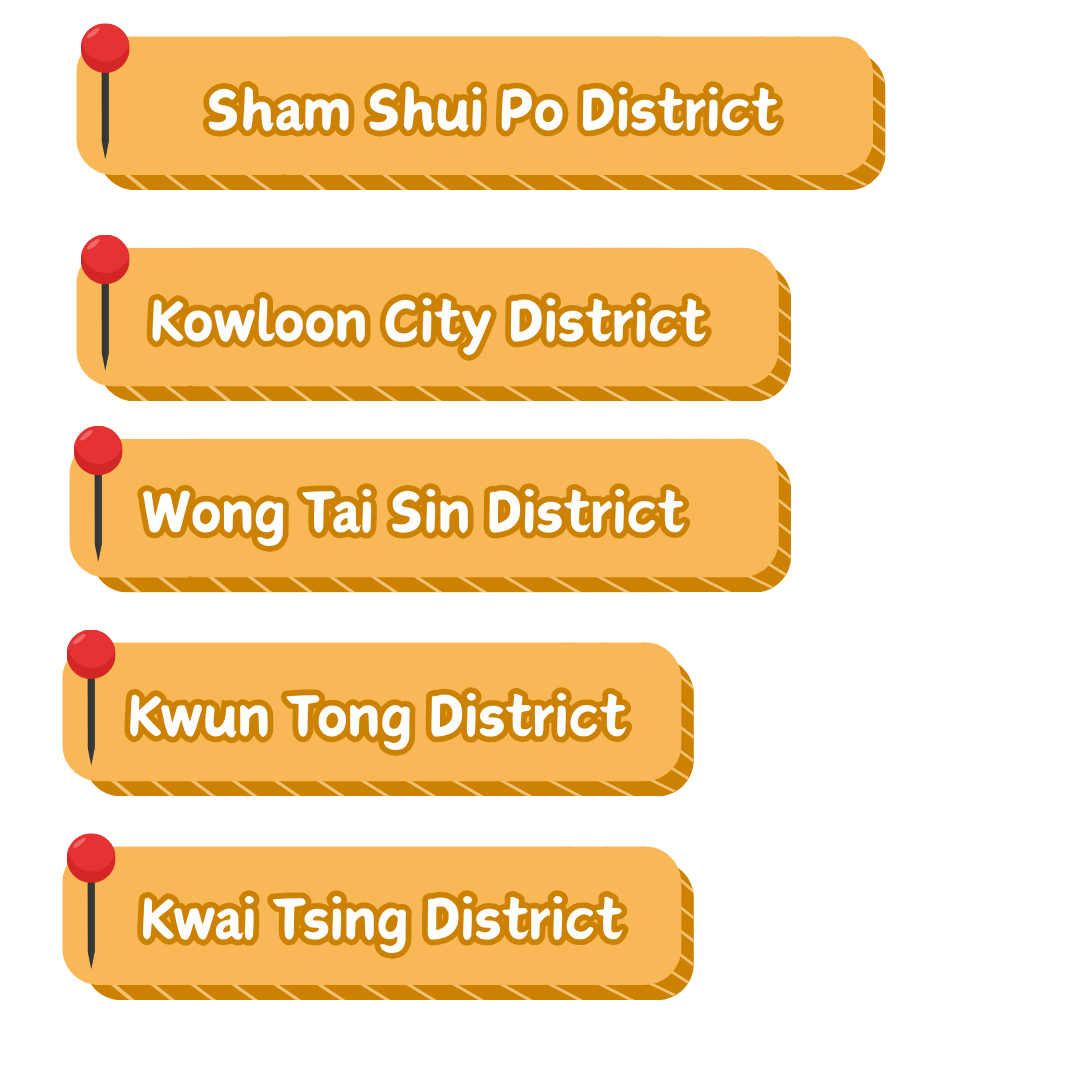 Sham Shui Po District
Kowloon City District
Wong Tai Sin District
Kwun Tong District
Kwai Tsing District